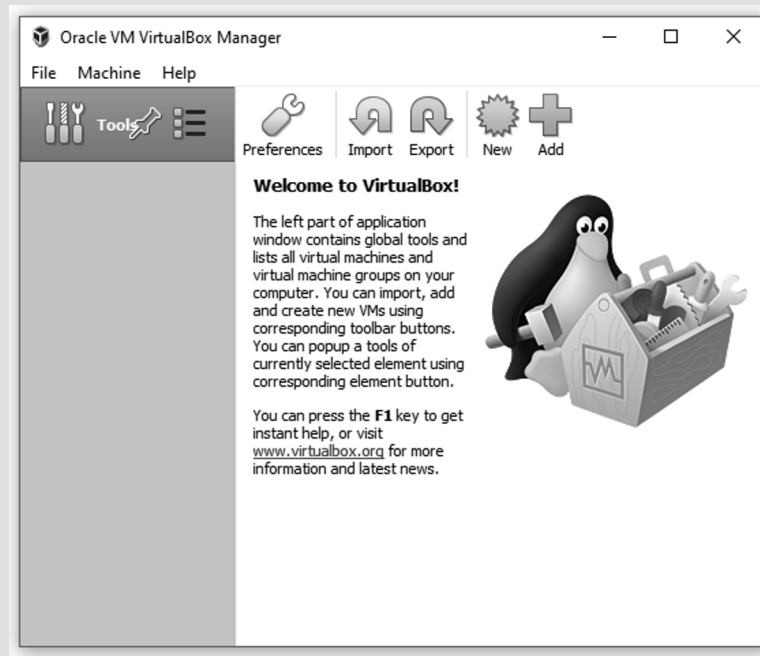 Oracle VM VirtualBox Manager
File Machine Help
Tools
Preferences Import Export New Add
Welcome to VirtualBox!
The left part of application
window contains global tools and
lists all virtual machines and
virtual machine groups on your
computer. You can import, add
and create new VMs using
corresponding toolbar buttons.
You can popup a tools of
currently selected element using
corresponding element button.
You can press the F1 key to get
instant help, or visit
www.virtualbox.org for more
information and latest news.
VM